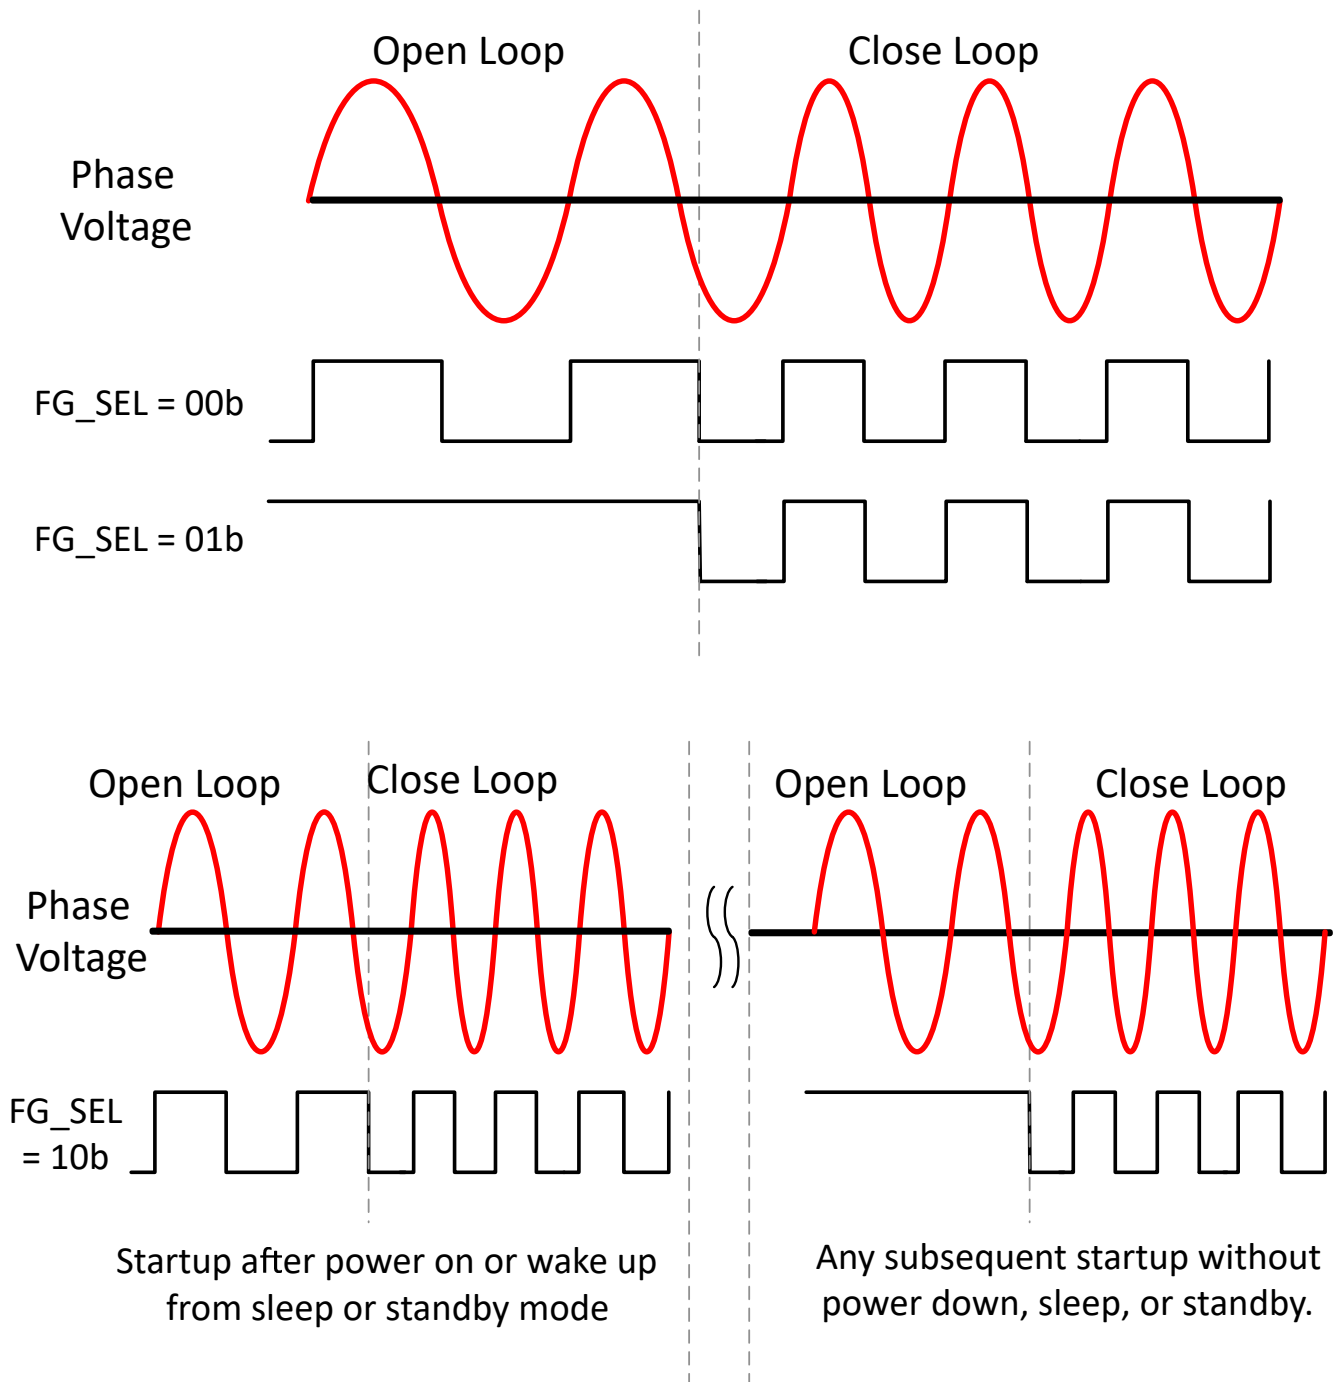 Open Loop
Close Loop
Phase
Voltage
FG_SEL = 00b
FG_SEL = 01b
Open Loop
Close Loop
Open Loop
Close Loop
Phase
Voltage
FG_SEL
= 10b
Startup after power on or wake up
from sleep or standby mode
Any subsequent startup without
power down, sleep, or standby.